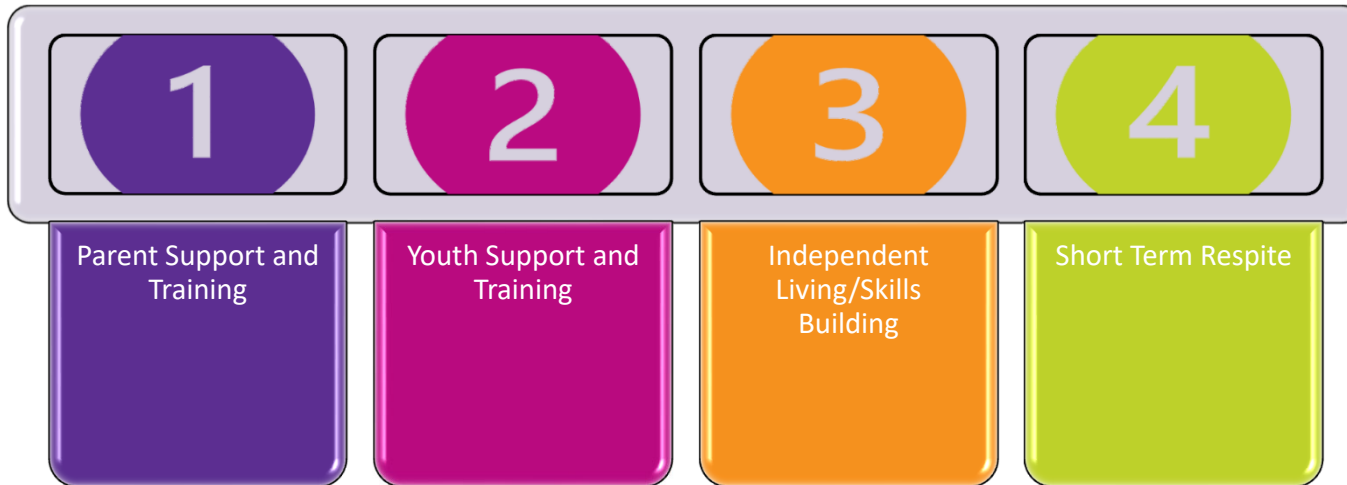 1
2
3
4
Parent Support and
Training
Youth Support and
Training
Independent
Living/Skills
Building
Short Term Respite